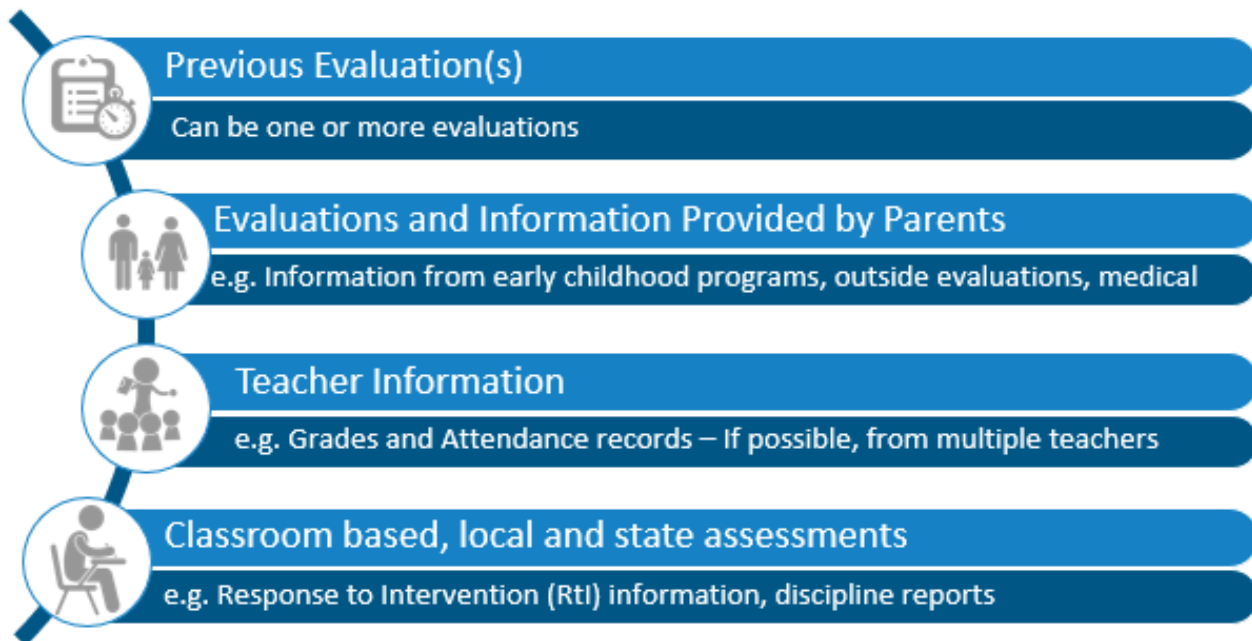 Previous Evaluation(s)
Can be one or more evaluations
Evaluations and Information Provided by Parents
e.g. Information from early childhood programs, outside evaluations, medical
Teacher Information
e.g. Grades and Attendance records – If possible, from multiple teachers
Classroom based, local and state assessments
e.g. Response to Intervention (RtI) information, discipline reports